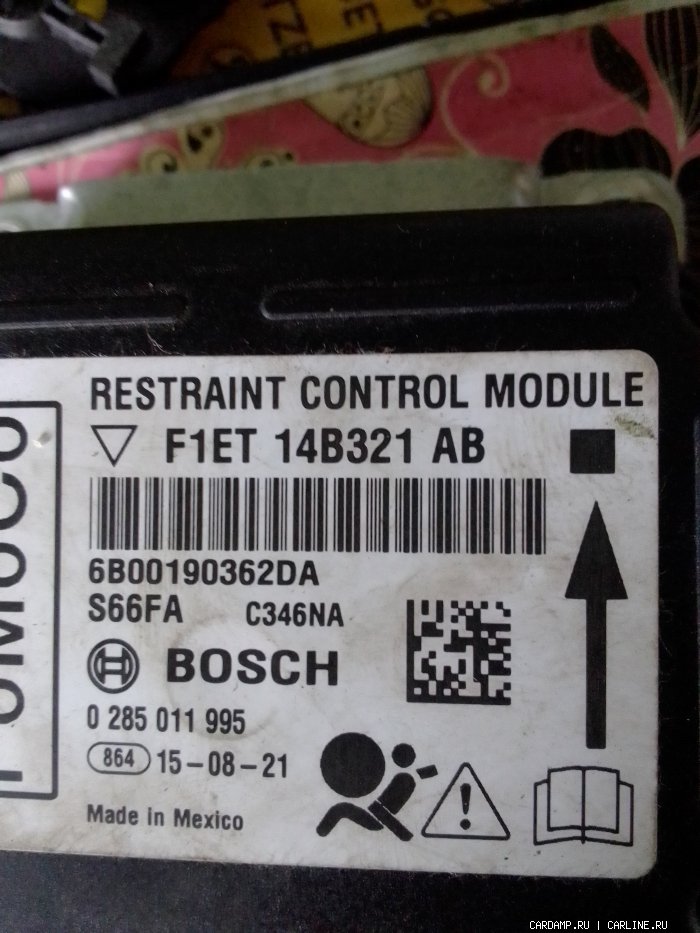 RESTRAINT CONTROL MODULE
F1ET 14B321 AB
6B00190362DA
S66FA C346NA
BOSCH
0 285 011 995
864 15-08-21
Made in Mexico
FOMOCO
CARDAMP.RU | CARLINE.RU